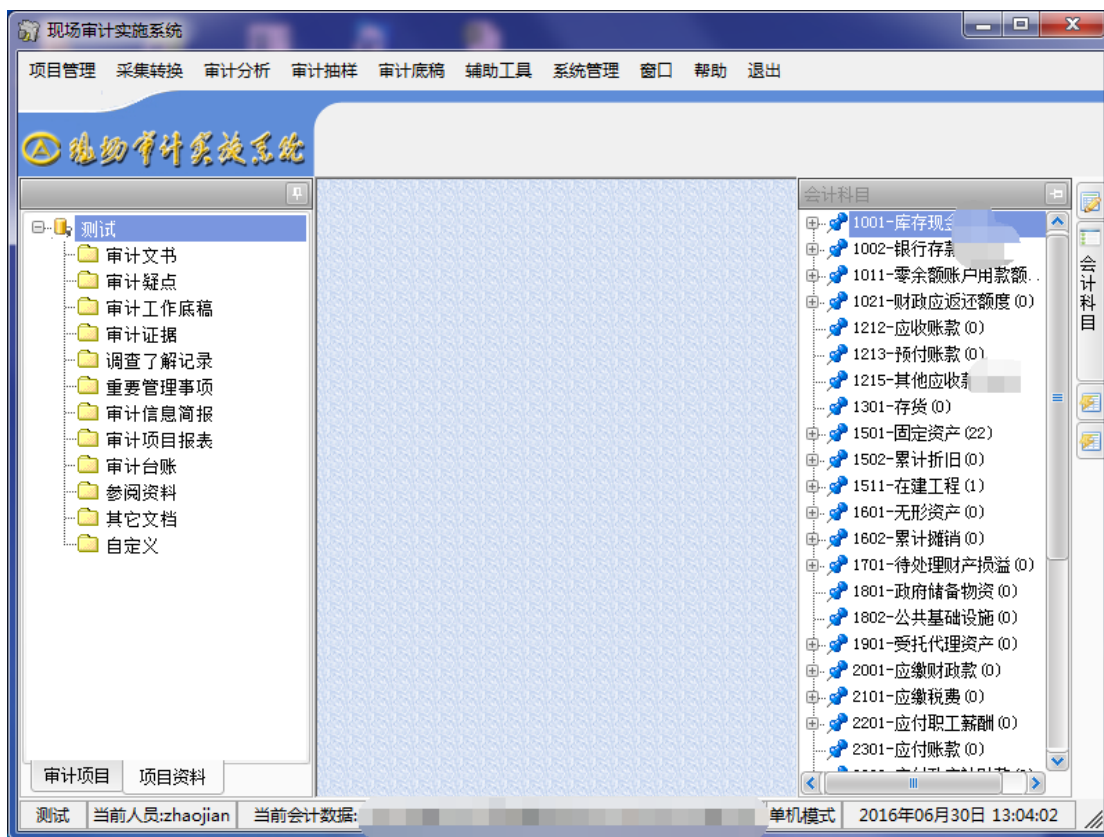 现场审计实施系统
项目管理 采集转换 审计分析 审计抽样 审计底稿 辅助工具 系统管理 窗口 帮助 退出
现场审计实施系统
测试
审计文书
审计疑点
审计工作底稿
审计证据
调查了解记录
重要管理事项
审计信息简报
审计项目报表
审计台账
参阅资料
其它文档
自定义
审计项目 项目资料
会计科目
1001-库存现金
1002-银行存款
1011-零余额账户用款额..
1021-财政应返还额度(0)
1212-应收账款(0)
1213-预付账款(0)
1215-其他应收款
1301-存货(0)
1501-固定资产(22)
1502-累计折旧(0)
1511-在建工程(1)
1601-无形资产(0)
1602-累计摊销(0)
1701-待处理财产损溢(0)
1801-政府储备物资(0)
1802-公共基础设施(0)
1901-受托代理资产(0)
2001-应缴财政款(0)
2101-应缴税费(0)
2201-应付职工薪酬(0)
2301-应付账款(0)
会计科目
测试 当前人员:zhaojian 当前会计数据: 单机模式 2016年06月30日 13:04:02